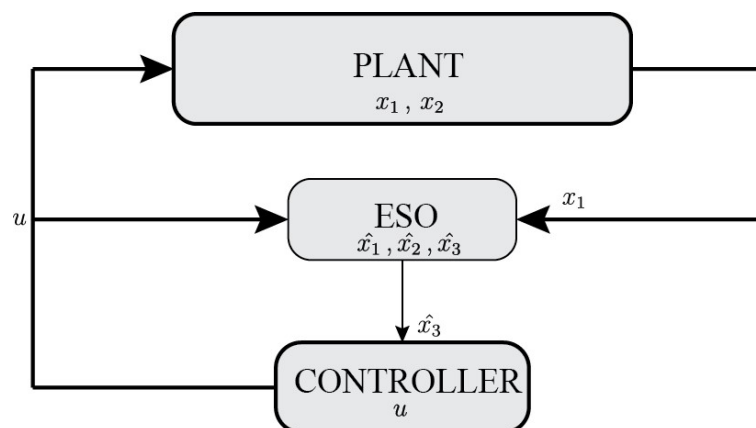 PLANT
x₁ , x₂
u
ESO
x̂₁ , x̂₂ , x̂₃
x₁
x̂₃
CONTROLLER
u